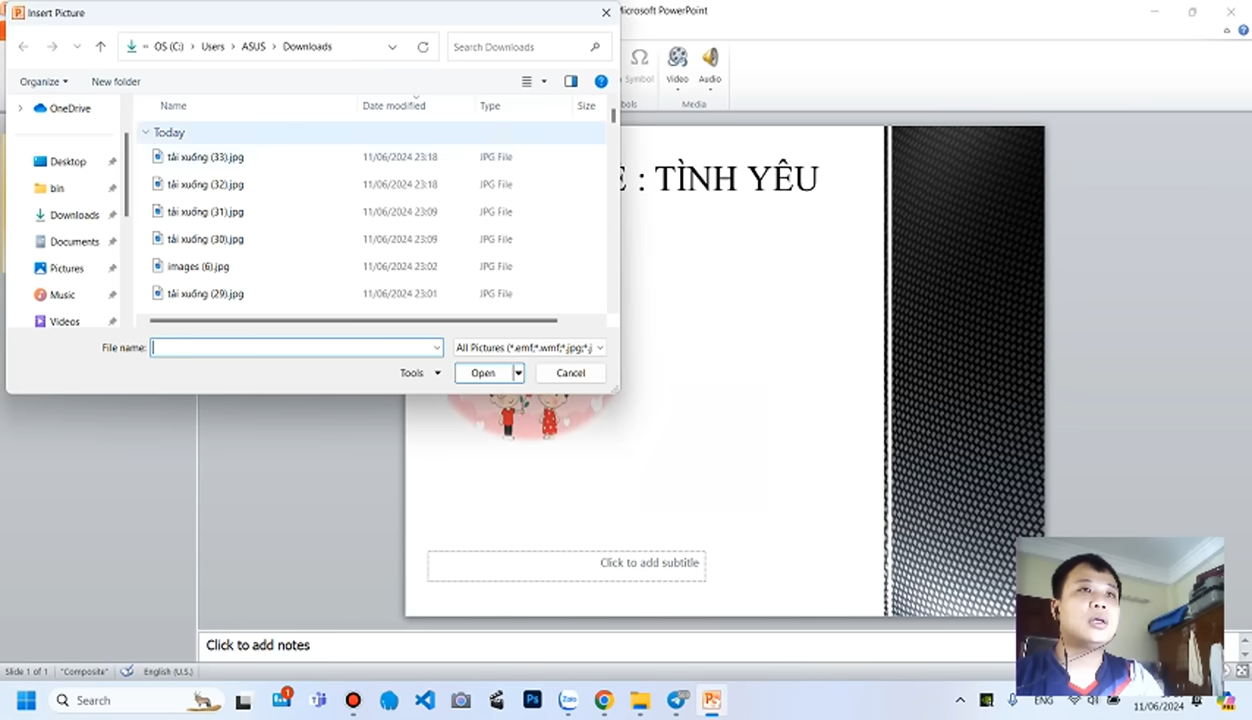 Insert Picture
Microsoft PowerPoint
« OS (C:) > Users > ASUS > Downloads
Search Downloads
Organize
New folder
Symbol
Video
Audio
Media
OneDrive
Desktop
bin
Downloads
Documents
Pictures
Music
Videos
Name
Date modified
Type
Size
Today
tải xuống (33).jpg 11/06/2024 23:18 JPG File
tải xuống (32).jpg 11/06/2024 23:18 JPG File
tải xuống (31).jpg 11/06/2024 23:09 JPG File
tải xuống (30).jpg 11/06/2024 23:09 JPG File
images (6).jpg 11/06/2024 23:02 JPG File
tải xuống (29).jpg 11/06/2024 23:01 JPG File
File name:
All Pictures (*.emf;*.wmf;*.jpg;*.j
Tools
Open
Cancel
: TÌNH YÊU
Click to add subtitle
Click to add notes
Slide 1 of 1
"Composite"
English (U.S.)
Search
ENG
11/06/2024